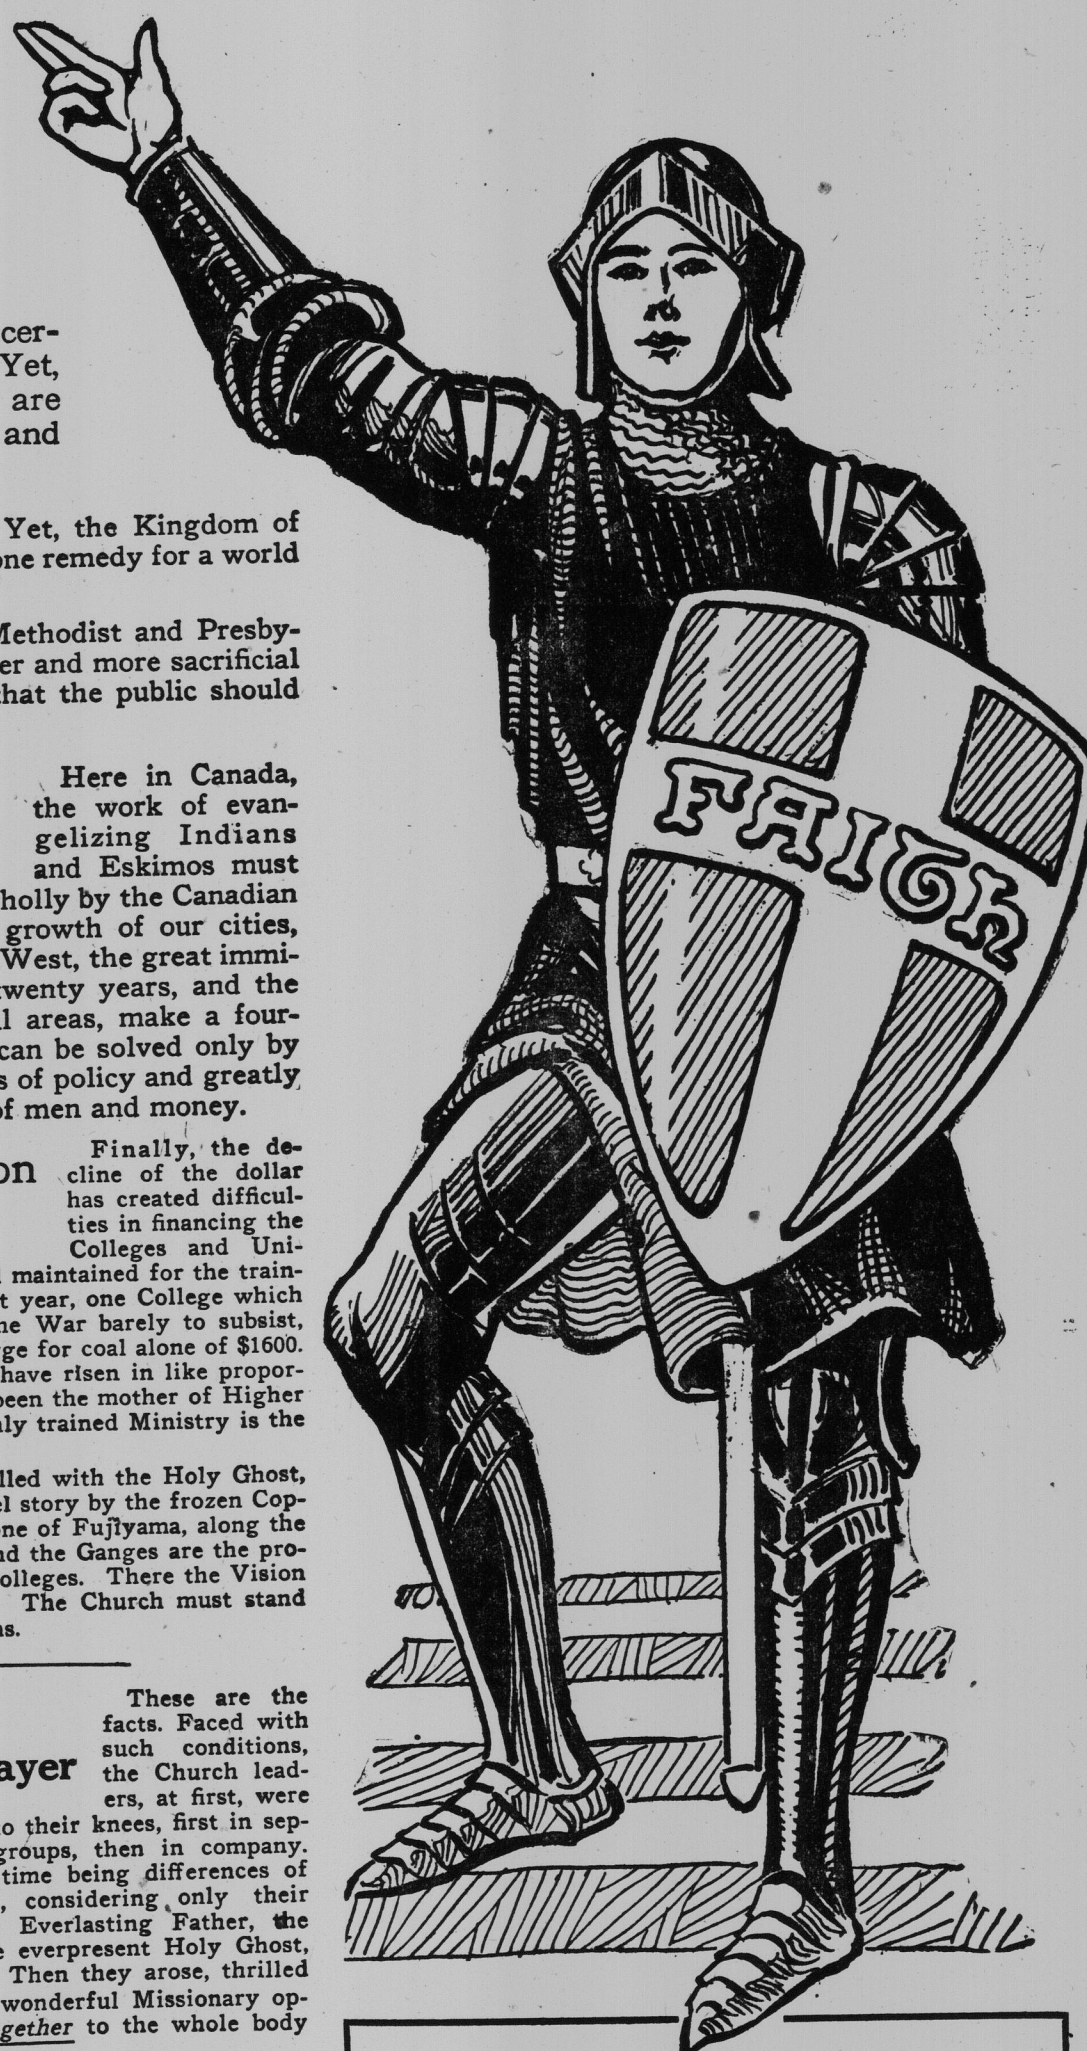 cer-
Yet,
are
and
Yet, the Kingdom of
one remedy for a world
Methodist and Presby-
er and more sacrificial
that the public should
Here in Canada,
the work of evan-
gelizing Indians
and Eskimos must
holly by the Canadian
growth of our cities,
West, the great immi-
twenty years, and the
l areas, make a four-
can be solved only by
s of policy and greatly
of men and money.
on
Finally, the de-
cline of the dollar
has created difficul-
ties in financing the
Colleges and Uni-
l maintained for the train-
t year, one College which
he War barely to subsist,
ge for coal alone of $1600.
have risen in like propor-
been the mother of Higher
ly trained Ministry is the
lled with the Holy Ghost,
el story by the frozen Cop-
ne of Fujiyama, along the
nd the Ganges are the pro-
olleges. There the Vision
The Church must stand
ns.
These are the
facts. Faced with
such conditions,
ayer the Church lead-
ers, at first, were
o their knees, first in sep-
groups, then in company.
time being differences of
, considering only their
Everlasting Father, the
e everpresent Holy Ghost,
Then they arose, thrilled
wonderful Missionary op-
gether to the whole body
FAITH